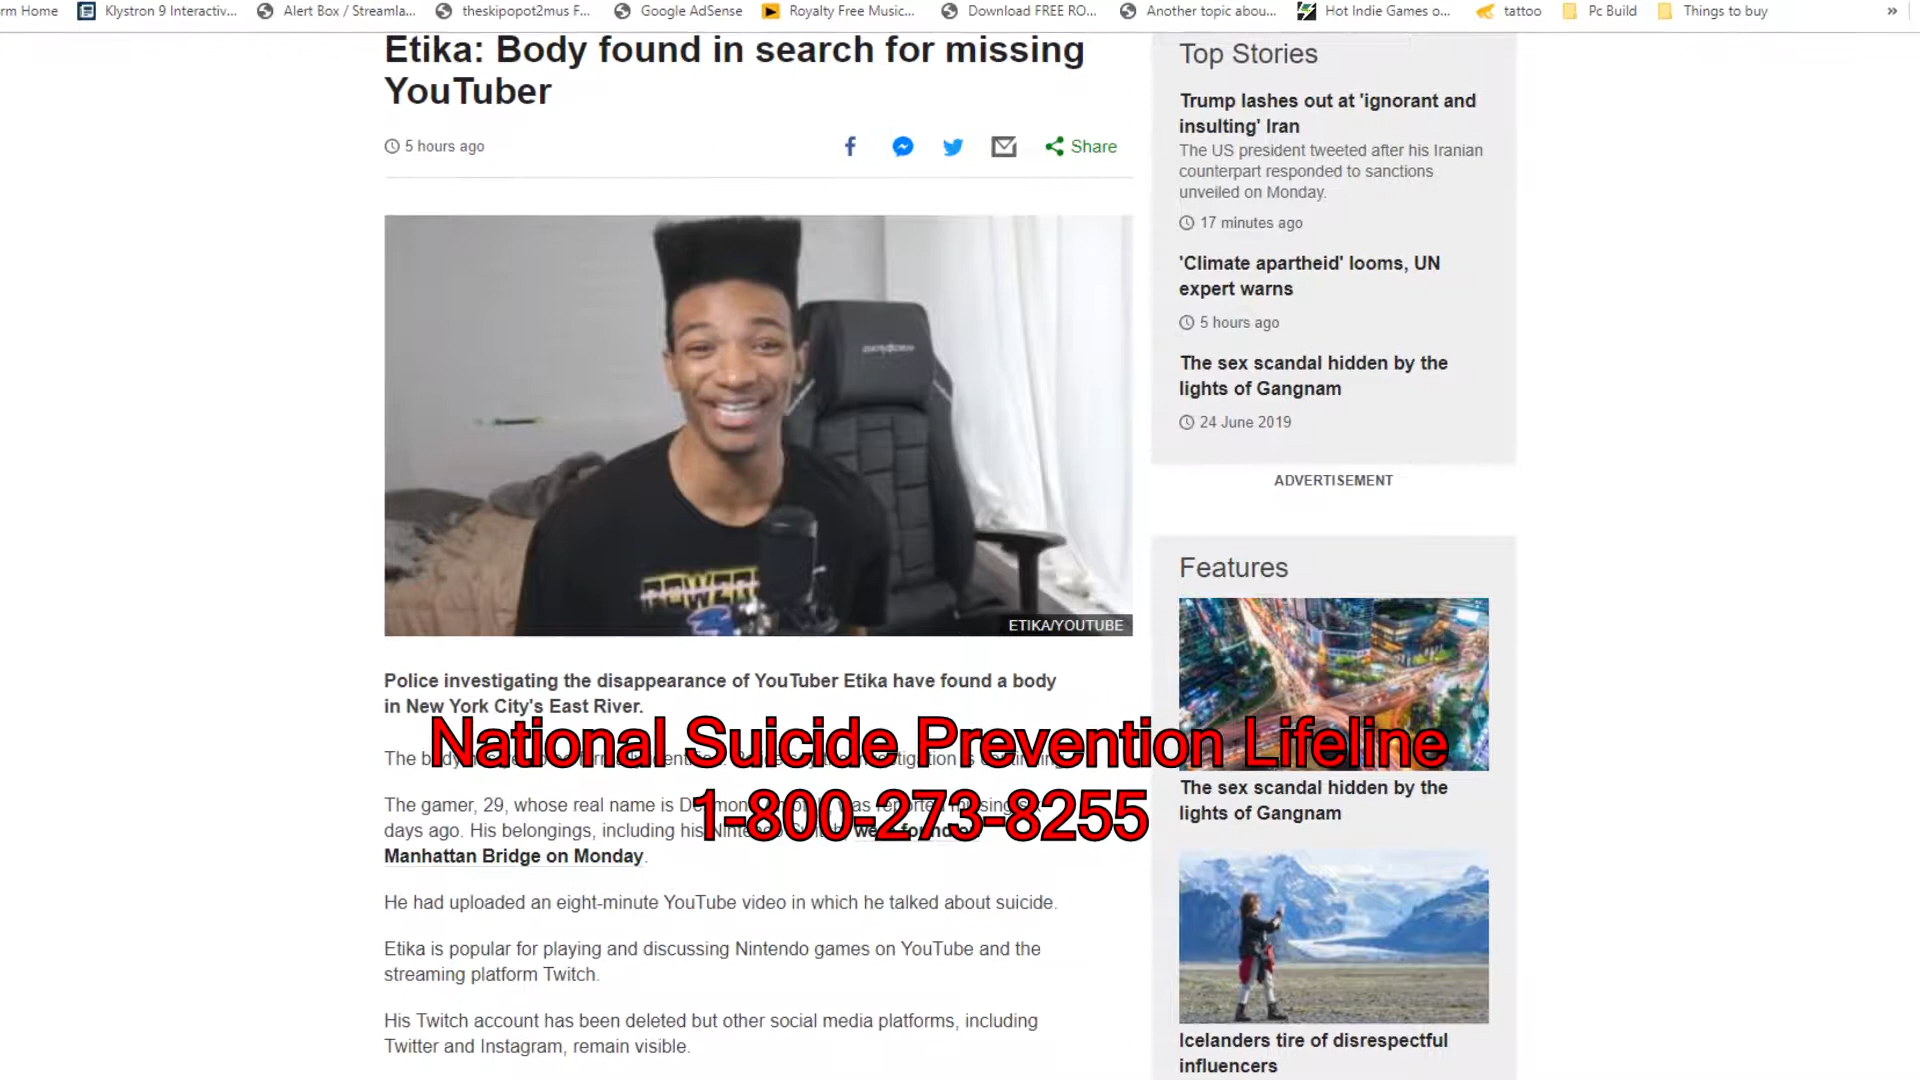 rm Home
Klystron 9 Interactiv...
Alert Box / Streamla...
theskipopot2mus F...
Google AdSense
Royalty Free Music...
Download FREE RO...
Another topic abou...
Hot Indie Games o...
tattoo
Pc Build
Things to buy
»
Etika: Body found in search for missing
YouTuber
5 hours ago
Share
ETIKA/YOUTUBE
Police investigating the disappearance of YouTuber Etika have found a body
in New York City's East River.
National Suicide Prevention Lifeline
1-800-273-8255
The
The gamer, 29, whose real name is
days ago. His belongings, including his
Manhattan Bridge on Monday.
He had uploaded an eight-minute YouTube video in which he talked about suicide.
Etika is popular for playing and discussing Nintendo games on YouTube and the
streaming platform Twitch.
His Twitch account has been deleted but other social media platforms, including
Twitter and Instagram, remain visible.
Top Stories
Trump lashes out at 'ignorant and
insulting' Iran
The US president tweeted after his Iranian
counterpart responded to sanctions
unveiled on Monday.
17 minutes ago
'Climate apartheid' looms, UN
expert warns
5 hours ago
The sex scandal hidden by the
lights of Gangnam
24 June 2019
ADVERTISEMENT
Features
The sex scandal hidden by the
lights of Gangnam
Icelanders tire of disrespectful
influencers